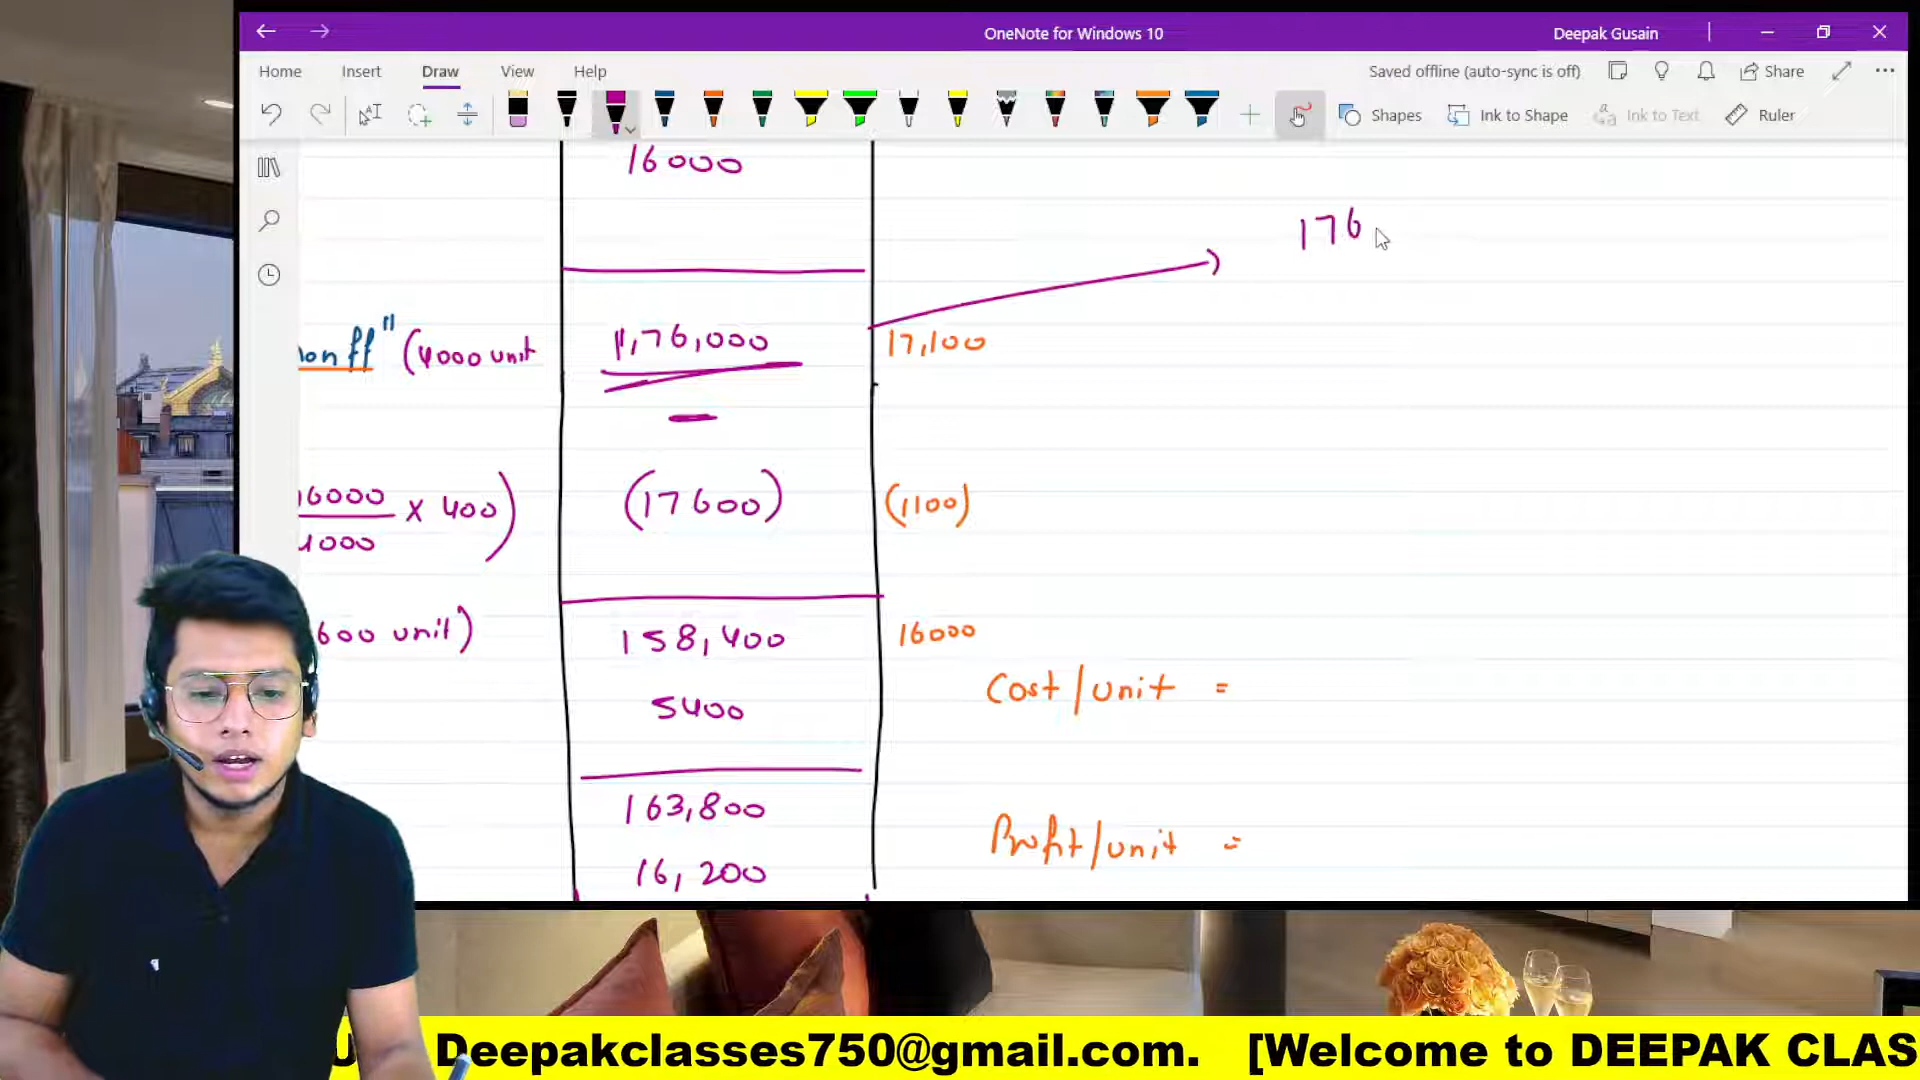 OneNote for Windows 10
Deepak Gusain
Home Insert Draw View Help
Saved offline (auto-sync is off)
Share
Shapes
Ink to Shape
Ink to Text
Ruler
16000
176
"(4000 unit
1,76,000
17,100
16000
4000
× 400)
(17600)
(1100)
600 unit)
158,400
16000
Cost/unit =
5400
163,800
Profit/unit =
16,200
Deepakclasses750@gmail.com. [Welcome to DEEPAK CLAS